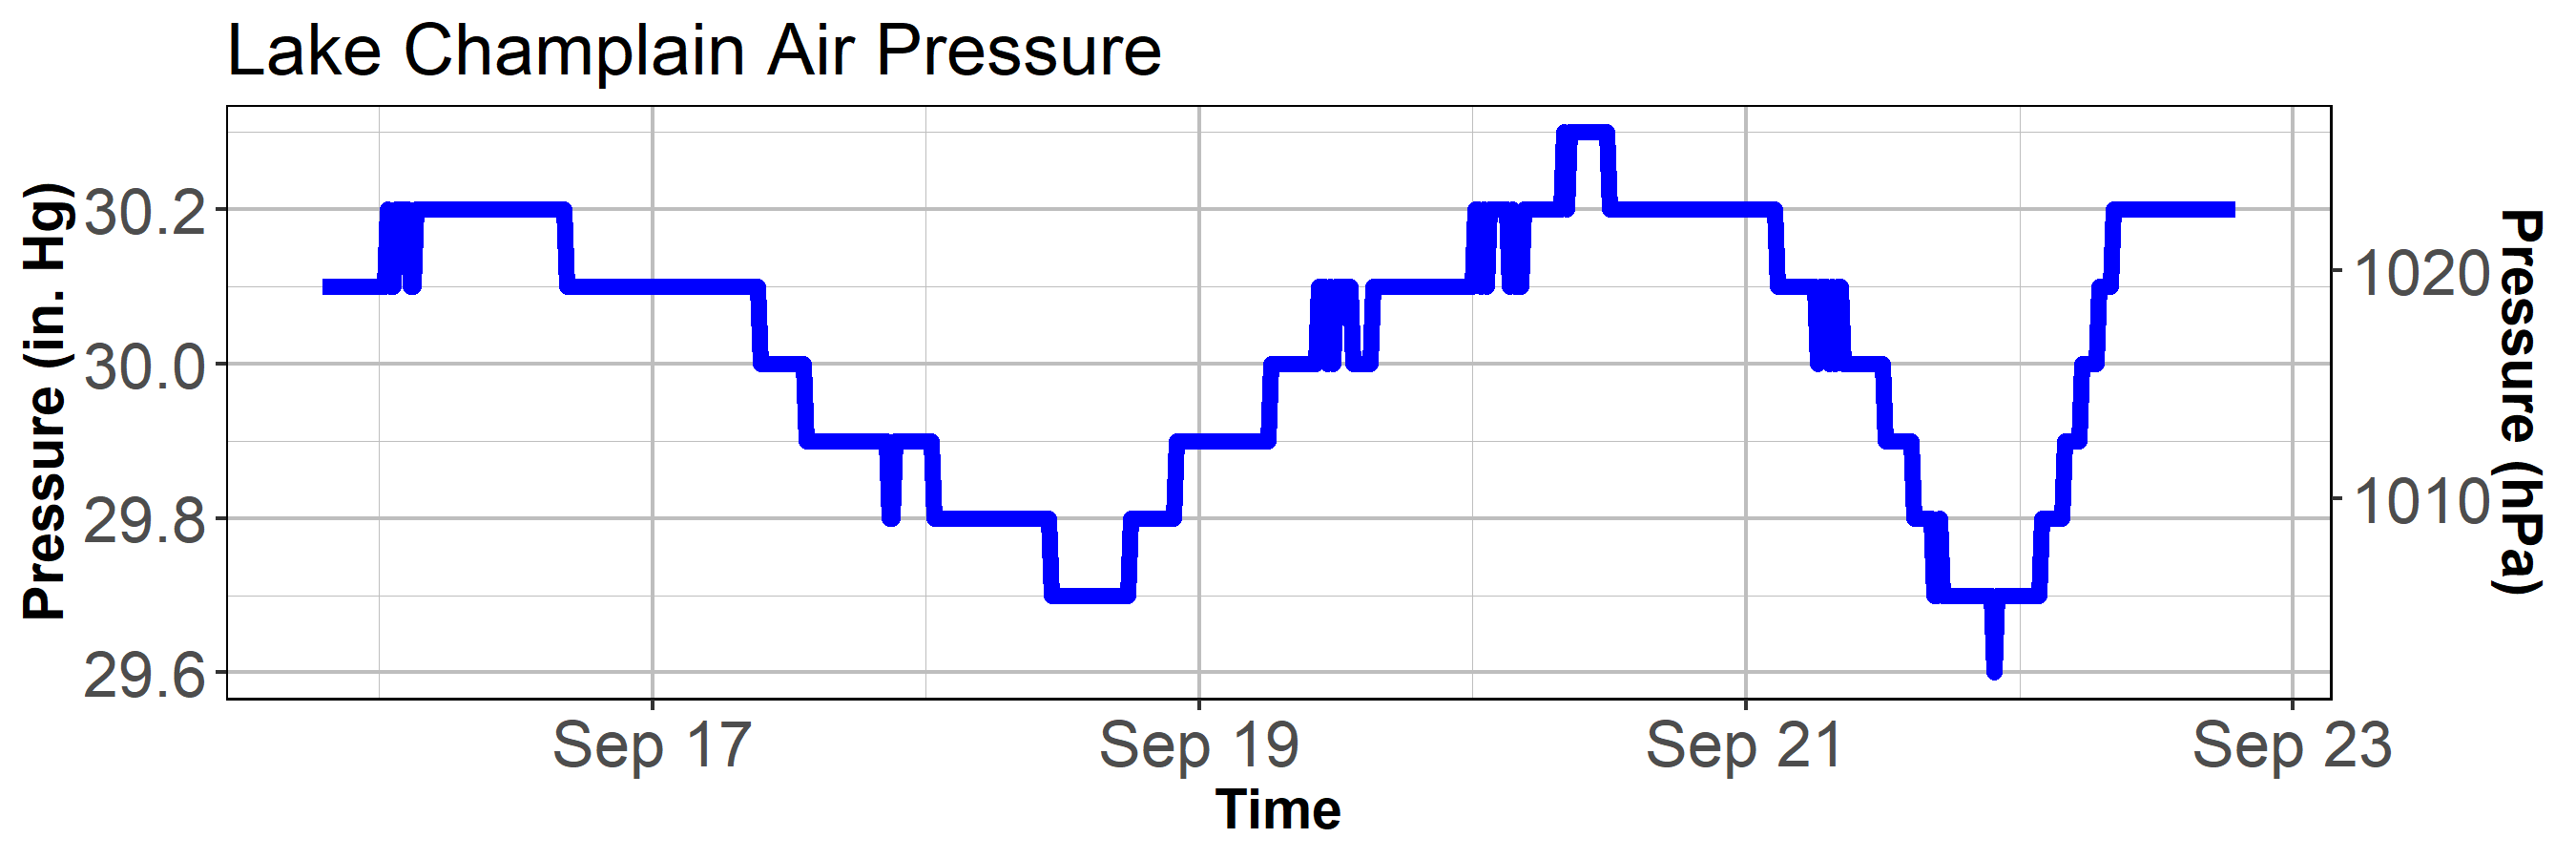 Lake Champlain Air Pressure
Pressure (in. Hg)
30.2
30.0
29.8
29.6
1020
1010
Pressure (hPa)
Sep 17
Sep 19
Sep 21
Sep 23
Time